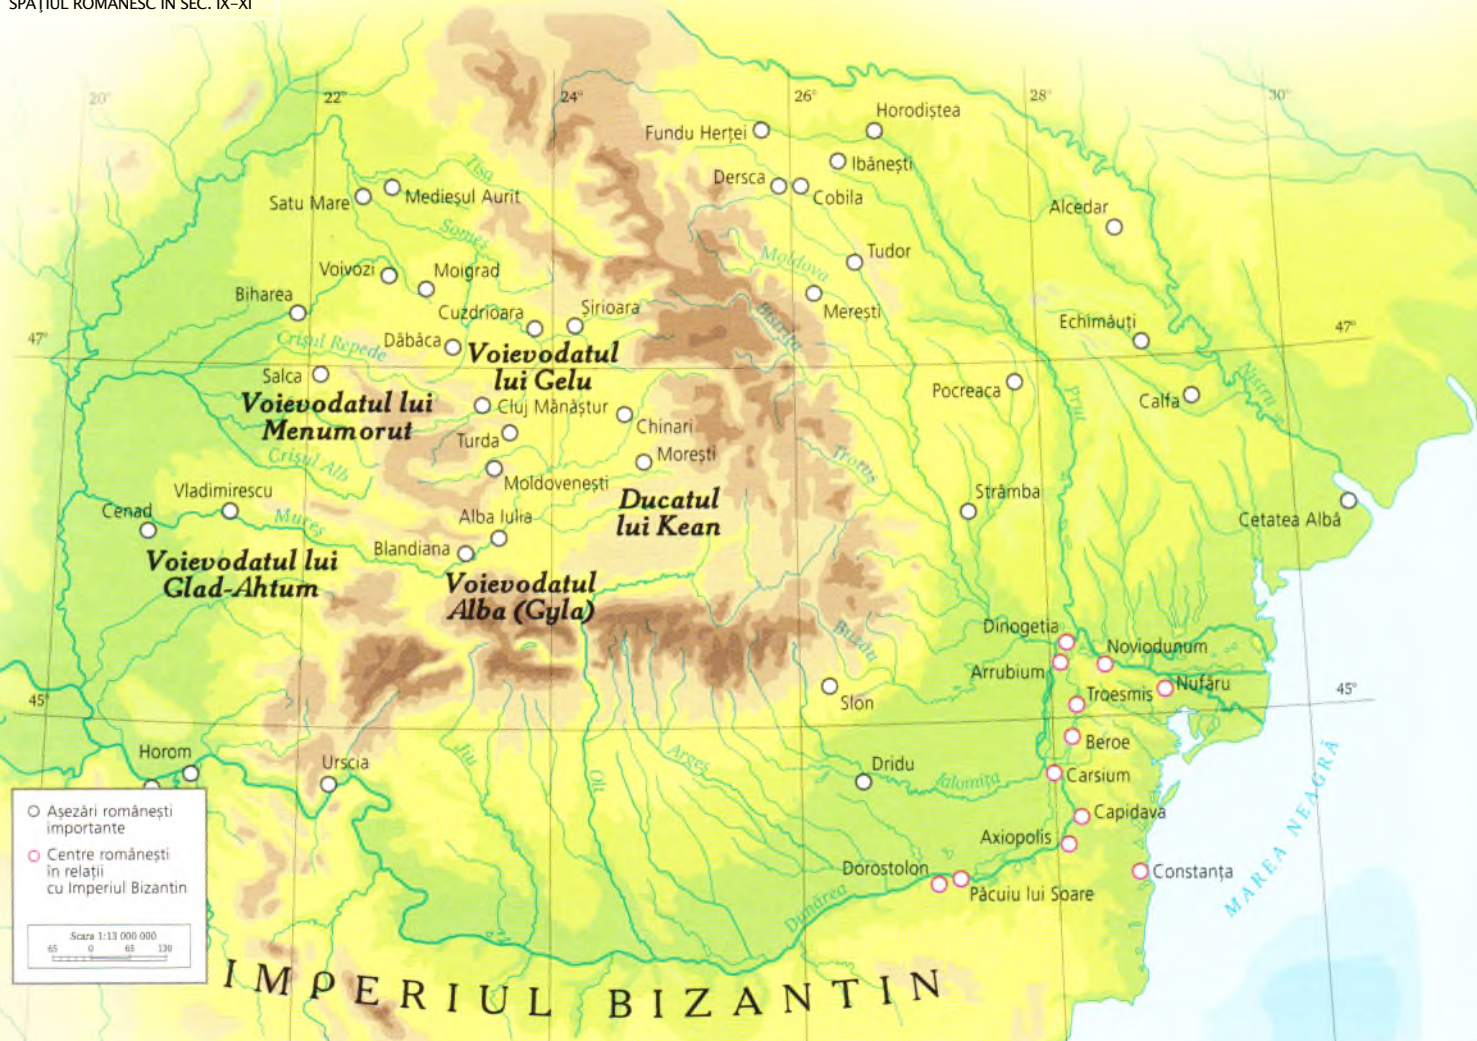 SPAȚIUL ROMÂNESC ÎN SEC. IX–XI
20°
22°
24°
26°
28°
30°
Horodiștea
Fundu Herței
Ibănești
Dersca
Cobila
Tisa
Satu Mare
Medieșul Aurit
Alcedar
Someș
Tudor
Moldova
Voivozi
Moigrad
Biharea
Cuzdrioara
Șirioara
Merești
Bistrița
Echimăuți
47°
47°
Crișul Repede
Dăbâca
Voievodatul
lui Gelu
Salca
Pocreaca
Prut
Calfa
Nistru
Voievodatul lui
Menumorut
Cluj Mănăștur
Chinari
Turda
Crișul Alb
Morești
Trotuș
Moldovenești
Vladimirescu
Ducatul
lui Kean
Strâmba
Cenad
Mureș
Alba Iulia
Cetatea Albă
Blandiana
Voievodatul lui
Glad-Ahtum
Voievodatul
Alba (Gyla)
Dinogetia
Buzău
Noviodunum
Arrubium
45°
Slon
Troesmis
Nufăru
45°
Beroe
Horom
Urscia
Jiu
Olt
Argeș
Dridu
Ialomița
Carsium
MAREA NEAGRĂ
Capidava
Axiopolis
Dorostolon
Constanța
Dunărea
Păcuiu lui Soare
Așezări românești
importante
Centre românești
în relații
cu Imperiul Bizantin
Scara 1:13 000 000
65 0 65 130
IMPERIUL BIZANTIN